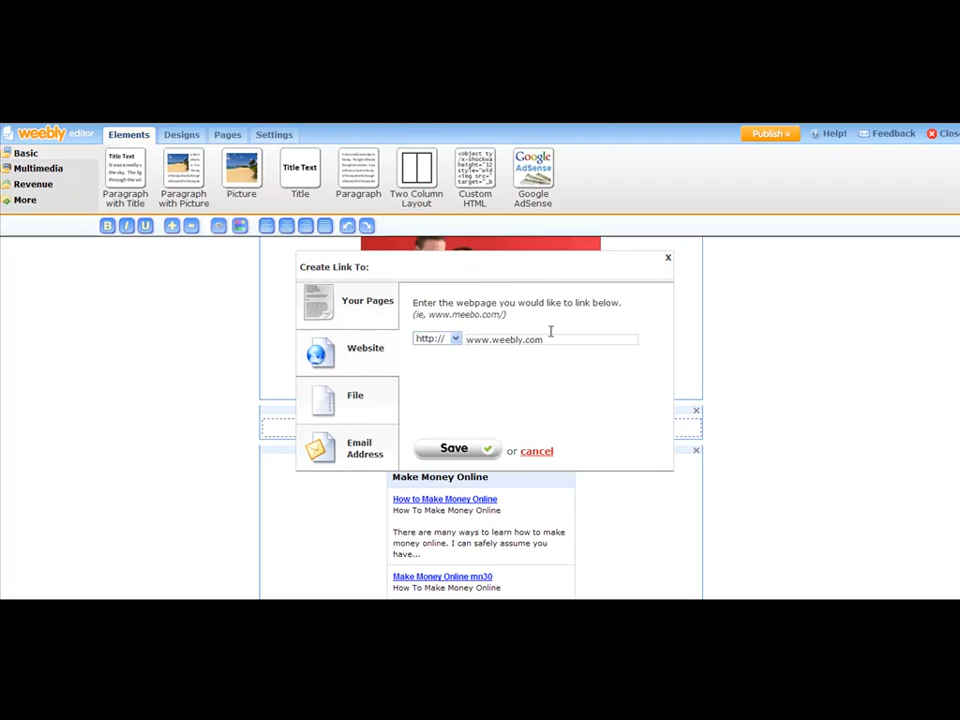 weebly editor
Elements
Designs
Pages
Settings
Publish »
Help!
Feedback
Clos
Basic
Multimedia
Revenue
More
Title Text
Paragraph
with Title
Paragraph
with Picture
Picture
Title Text
Title
Paragraph
Two Column
Layout
Custom
HTML
Google
AdSense
Google
AdSense
B I U
Create Link To:
x
Your Pages
Website
File
Email
Address
Enter the webpage you would like to link below.
(ie, www.meebo.com/)
http://
www.weebly.com
Save
or cancel
Make Money Online
How to Make Money Online
How To Make Money Online
There are many ways to learn how to make
money online. I can safely assume you
have...
Make Money Online mn30
How To Make Money Online